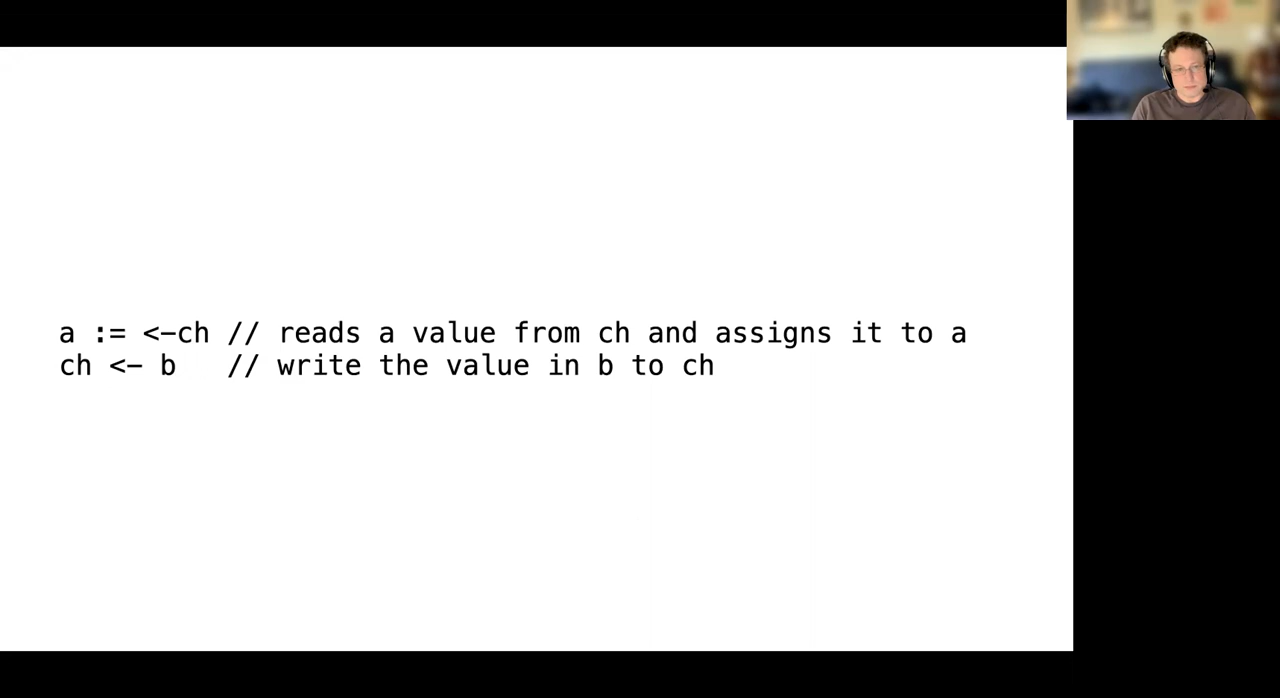 a := <-ch // reads a value from ch and assigns it to a
ch <- b   // write the value in b to ch